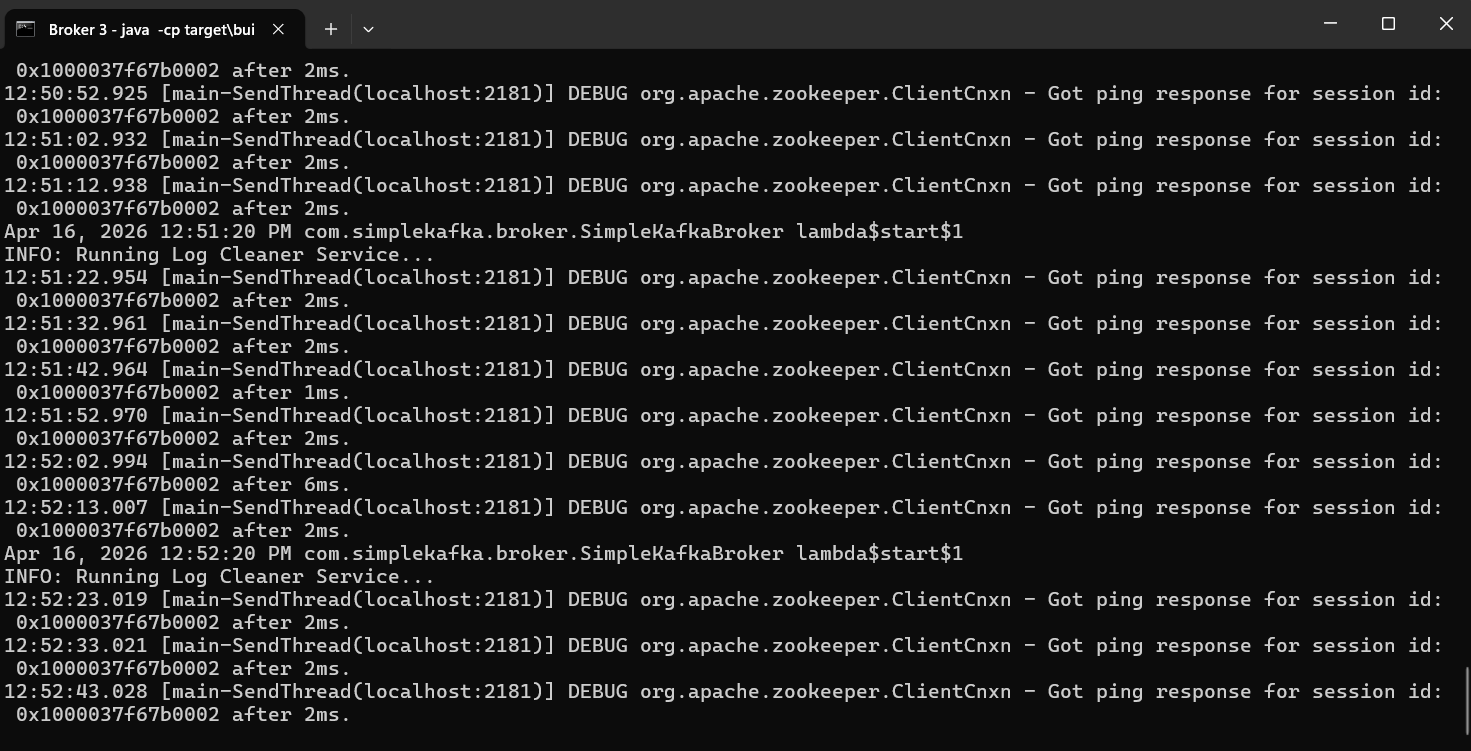 Broker 3 - java  -cp target\bui
 0x1000037f67b0002 after 2ms.
12:50:52.925 [main-SendThread(localhost:2181)] DEBUG org.apache.zookeeper.ClientCnxn - Got ping response for session id:
 0x1000037f67b0002 after 2ms.
12:51:02.932 [main-SendThread(localhost:2181)] DEBUG org.apache.zookeeper.ClientCnxn - Got ping response for session id:
 0x1000037f67b0002 after 2ms.
12:51:12.938 [main-SendThread(localhost:2181)] DEBUG org.apache.zookeeper.ClientCnxn - Got ping response for session id:
 0x1000037f67b0002 after 2ms.
Apr 16, 2026 12:51:20 PM com.simplekafka.broker.SimpleKafkaBroker lambda$start$1
INFO: Running Log Cleaner Service...
12:51:22.954 [main-SendThread(localhost:2181)] DEBUG org.apache.zookeeper.ClientCnxn - Got ping response for session id:
 0x1000037f67b0002 after 2ms.
12:51:32.961 [main-SendThread(localhost:2181)] DEBUG org.apache.zookeeper.ClientCnxn - Got ping response for session id:
 0x1000037f67b0002 after 2ms.
12:51:42.964 [main-SendThread(localhost:2181)] DEBUG org.apache.zookeeper.ClientCnxn - Got ping response for session id:
 0x1000037f67b0002 after 1ms.
12:51:52.970 [main-SendThread(localhost:2181)] DEBUG org.apache.zookeeper.ClientCnxn - Got ping response for session id:
 0x1000037f67b0002 after 2ms.
12:52:02.994 [main-SendThread(localhost:2181)] DEBUG org.apache.zookeeper.ClientCnxn - Got ping response for session id:
 0x1000037f67b0002 after 6ms.
12:52:13.007 [main-SendThread(localhost:2181)] DEBUG org.apache.zookeeper.ClientCnxn - Got ping response for session id:
 0x1000037f67b0002 after 2ms.
Apr 16, 2026 12:52:20 PM com.simplekafka.broker.SimpleKafkaBroker lambda$start$1
INFO: Running Log Cleaner Service...
12:52:23.019 [main-SendThread(localhost:2181)] DEBUG org.apache.zookeeper.ClientCnxn - Got ping response for session id:
 0x1000037f67b0002 after 2ms.
12:52:33.021 [main-SendThread(localhost:2181)] DEBUG org.apache.zookeeper.ClientCnxn - Got ping response for session id:
 0x1000037f67b0002 after 2ms.
12:52:43.028 [main-SendThread(localhost:2181)] DEBUG org.apache.zookeeper.ClientCnxn - Got ping response for session id:
 0x1000037f67b0002 after 2ms.